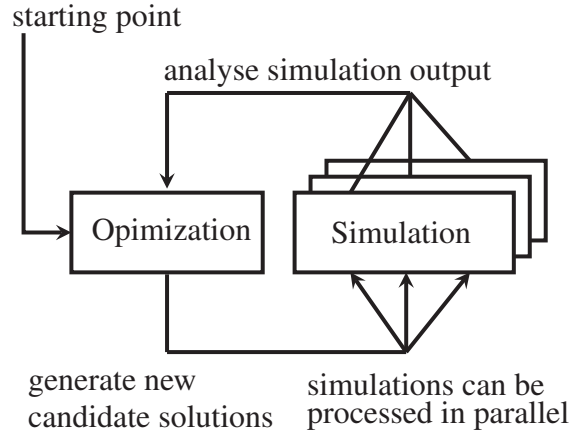 starting point
analyse simulation output
Opimization
Simulation
generate new
candidate solutions
simulations can be
processed in parallel